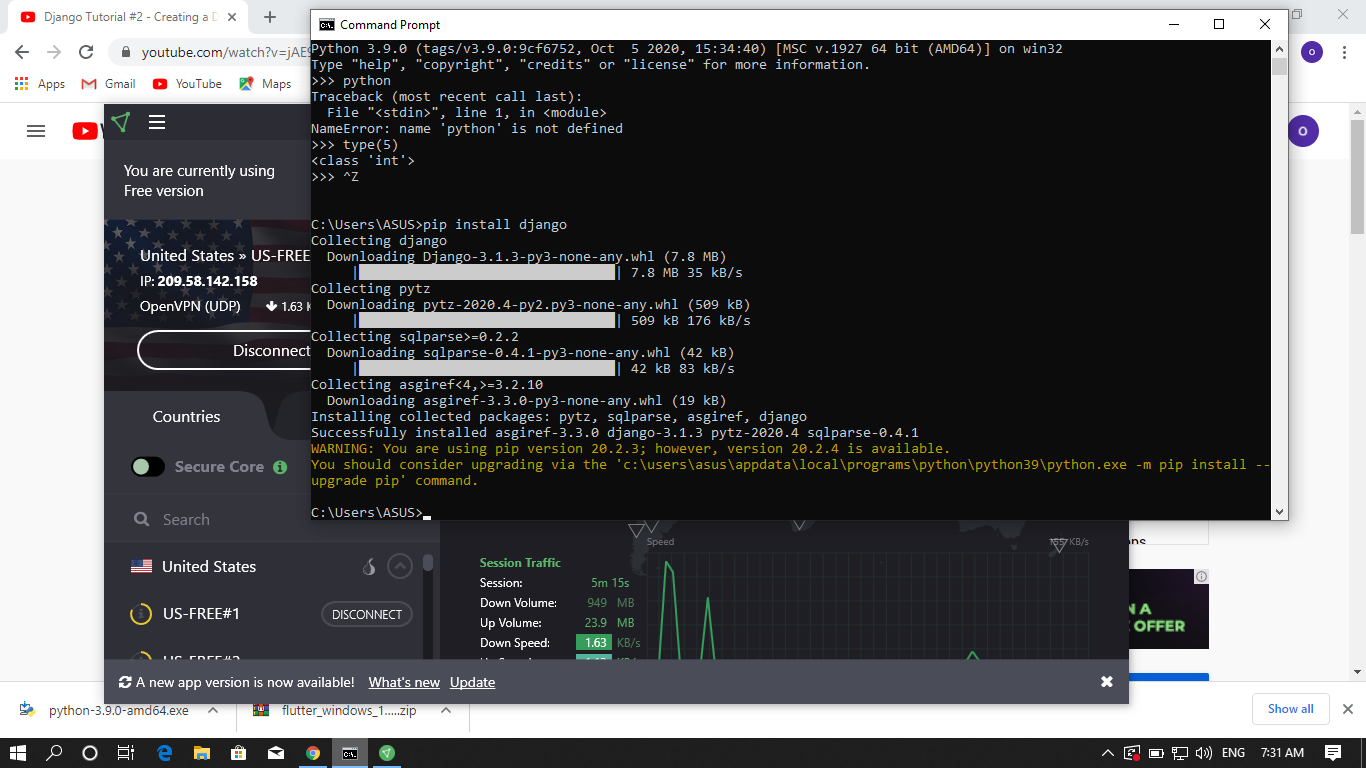 Django Tutorial #2 - Creating a D
Command Prompt
youtube.com/watch?v=jAE
Apps
Gmail
YouTube
Maps
O
O
Python 3.9.0 (tags/v3.9.0:9cf6752, Oct  5 2020, 15:34:40) [MSC v.1927 64 bit (AMD64)] on win32
Type "help", "copyright", "credits" or "license" for more information.
>>> python
Traceback (most recent call last):
  File "<stdin>", line 1, in <module>
NameError: name 'python' is not defined
>>> type(5)
<class 'int'>
>>> ^Z
C:\Users\ASUS>pip install django
Collecting django
  Downloading Django-3.1.3-py3-none-any.whl (7.8 MB)
     |████████████████████████████████| 7.8 MB 35 kB/s
Collecting pytz
  Downloading pytz-2020.4-py2.py3-none-any.whl (509 kB)
     |████████████████████████████████| 509 kB 176 kB/s
Collecting sqlparse>=0.2.2
  Downloading sqlparse-0.4.1-py3-none-any.whl (42 kB)
     |████████████████████████████████| 42 kB 83 kB/s
Collecting asgiref<4,>=3.2.10
  Downloading asgiref-3.3.0-py3-none-any.whl (19 kB)
Installing collected packages: pytz, sqlparse, asgiref, django
Successfully installed asgiref-3.3.0 django-3.1.3 pytz-2020.4 sqlparse-0.4.1
WARNING: You are using pip version 20.2.3; however, version 20.2.4 is available.
You should consider upgrading via the 'c:\users\asus\appdata\local\programs\python\python39\python.exe -m pip install --
upgrade pip' command.
C:\Users\ASUS>
You are currently using
Free version
United States » US-FREE
IP: 209.58.142.158
OpenVPN (UDP) 1.63 K
Disconnect
Countries
Secure Core
Search
United States
US-FREE#1 DISCONNECT
US-FREE#2
Speed
KB/s
Session Traffic
Session: 5m 15s
Down Volume: 949 MB
Up Volume: 23.9 MB
Down Speed: 1.63 KB/s
N A
OFFER
A new app version is now available! What's new Update
python-3.9.0-amd64.exe
flutter_windows_1.....zip
Show all
ENG
7:31 AM